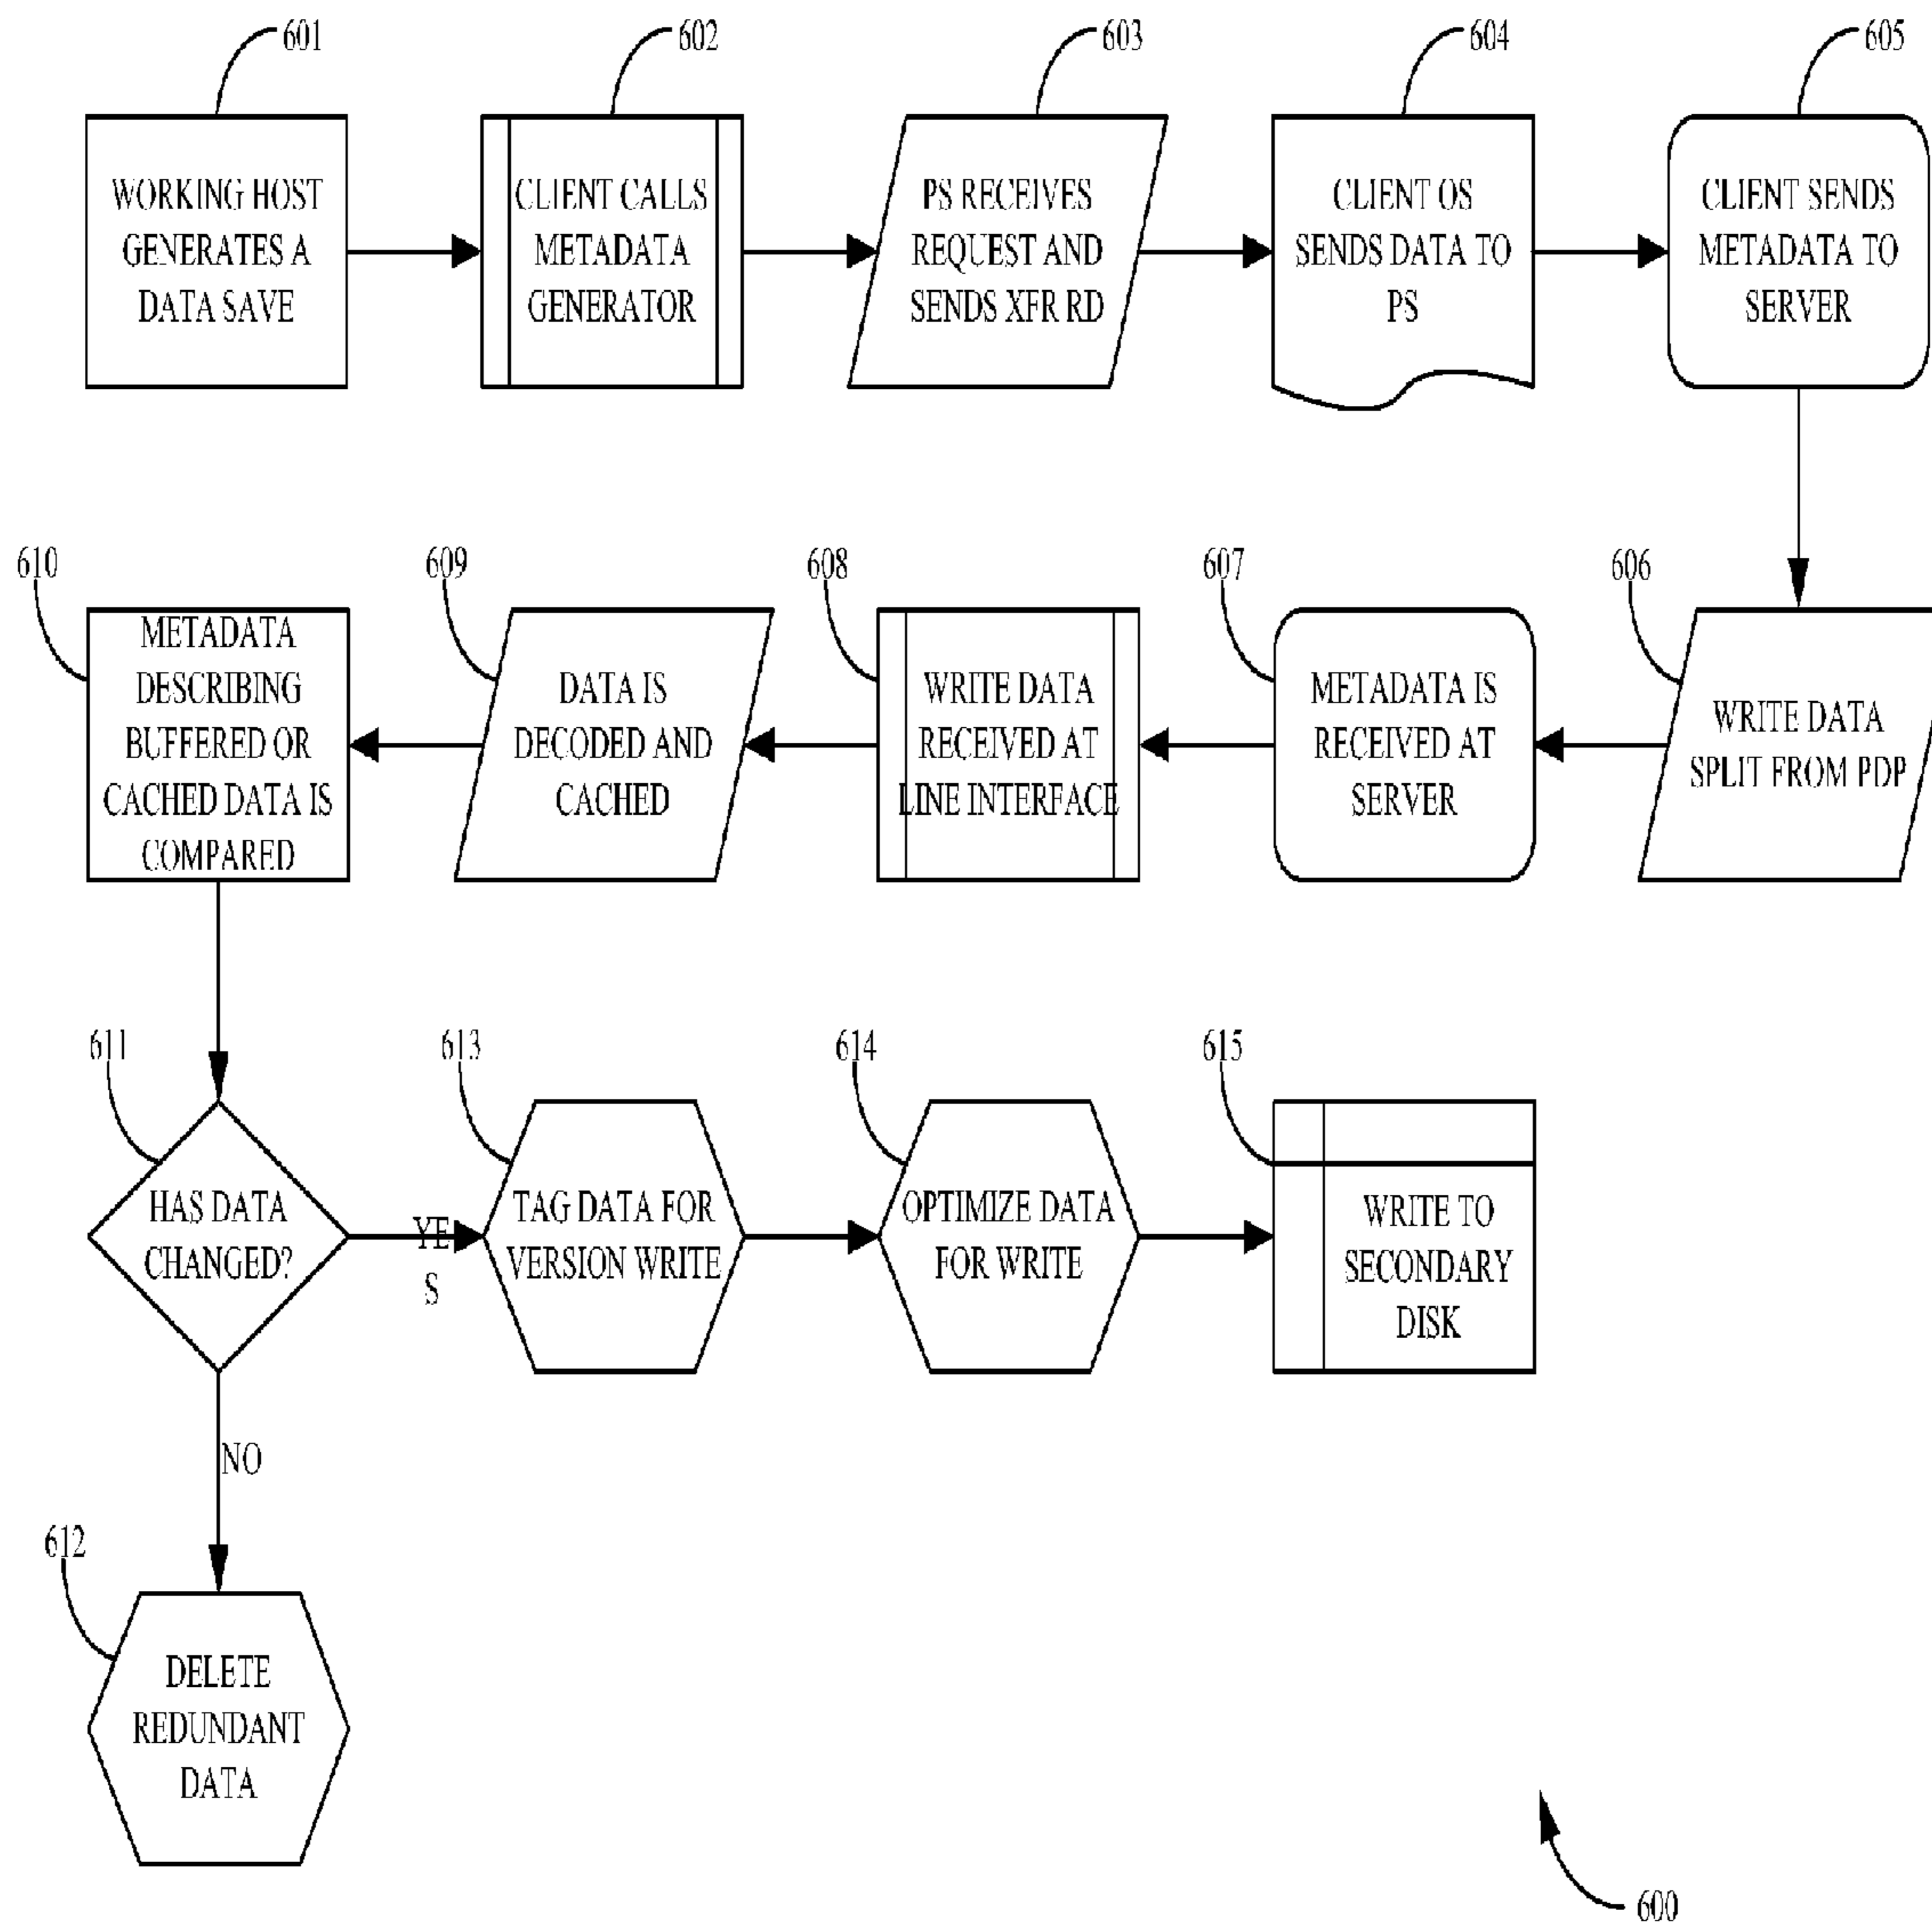 601
602
603
604
605
WORKING HOST
GENERATES A
DATA SAVE
CLIENT CALLS
METADATA
GENERATOR
PS RECEIVES
REQUEST AND
SENDS XFR RD
CLIENT OS
SENDS DATA TO
PS
CLIENT SENDS
METADATA TO
SERVER
610
609
608
607
606
METADATA
DESCRIBING
BUFFERED OR
CACHED DATA IS
COMPARED
DATA IS
DECODED AND
CACHED
WRITE DATA
RECEIVED AT
LINE INTERFACE
METADATA IS
RECEIVED AT
SERVER
WRITE DATA
SPLIT FROM PDP
611
613
614
615
HAS DATA
CHANGED?
YE
S
TAG DATA FOR
VERSION WRITE
OPTIMIZE DATA
FOR WRITE
WRITE TO
SECONDARY
DISK
NO
612
DELETE
REDUNDANT
DATA
600